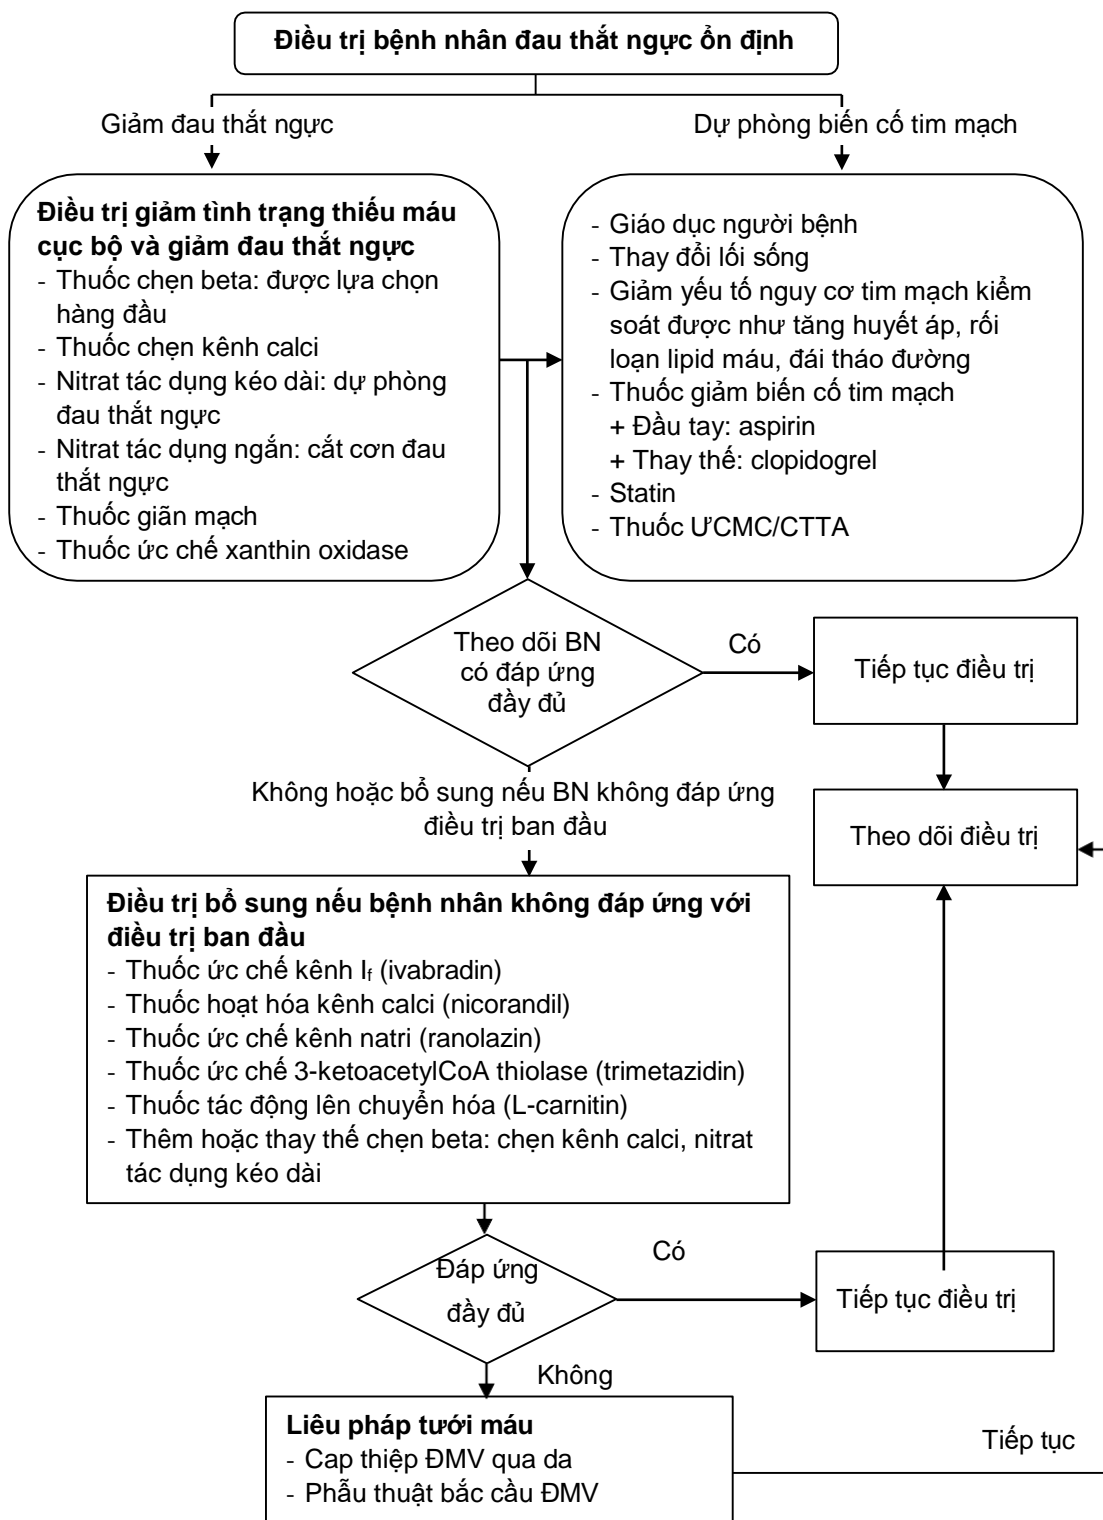 Điều trị bệnh nhân đau thắt ngực ổn định
Giảm đau thắt ngực
Dự phòng biến cố tim mạch
Điều trị giảm tình trạng thiếu máu
cục bộ và giảm đau thắt ngực
- Thuốc chẹn beta: được lựa chọn
hàng đầu
- Thuốc chẹn kênh calci
- Nitrat tác dụng kéo dài: dự phòng
đau thắt ngực
- Nitrat tác dụng ngắn: cắt cơn đau
thắt ngực
- Thuốc giãn mạch
- Thuốc ức chế xanthin oxidase
- Giáo dục người bệnh
- Thay đổi lối sống
- Giảm yếu tố nguy cơ tim mạch kiểm
soát được như tăng huyết áp, rối
loạn lipid máu, đái tháo đường
- Thuốc giảm biến cố tim mạch
+ Đầu tay: aspirin
+ Thay thế: clopidogrel
- Statin
- Thuốc ƯCMC/CTTA
Theo dõi BN
có đáp ứng
đầy đủ
Có
Tiếp tục điều trị
Không hoặc bổ sung nếu BN không đáp ứng
điều trị ban đầu
Theo dõi điều trị
Điều trị bổ sung nếu bệnh nhân không đáp ứng với
điều trị ban đầu
- Thuốc ức chế kênh If (ivabradin)
- Thuốc hoạt hóa kênh calci (nicorandil)
- Thuốc ức chế kênh natri (ranolazin)
- Thuốc ức chế 3-ketoacetylCoA thiolase (trimetazidin)
- Thuốc tác động lên chuyển hóa (L-carnitin)
- Thêm hoặc thay thế chẹn beta: chẹn kênh calci, nitrat
tác dụng kéo dài
Đáp ứng
đầy đủ
Có
Tiếp tục điều trị
Không
Liêu pháp tưới máu
- Cap thiệp ĐMV qua da
- Phẫu thuật bắc cầu ĐMV
Tiếp tục